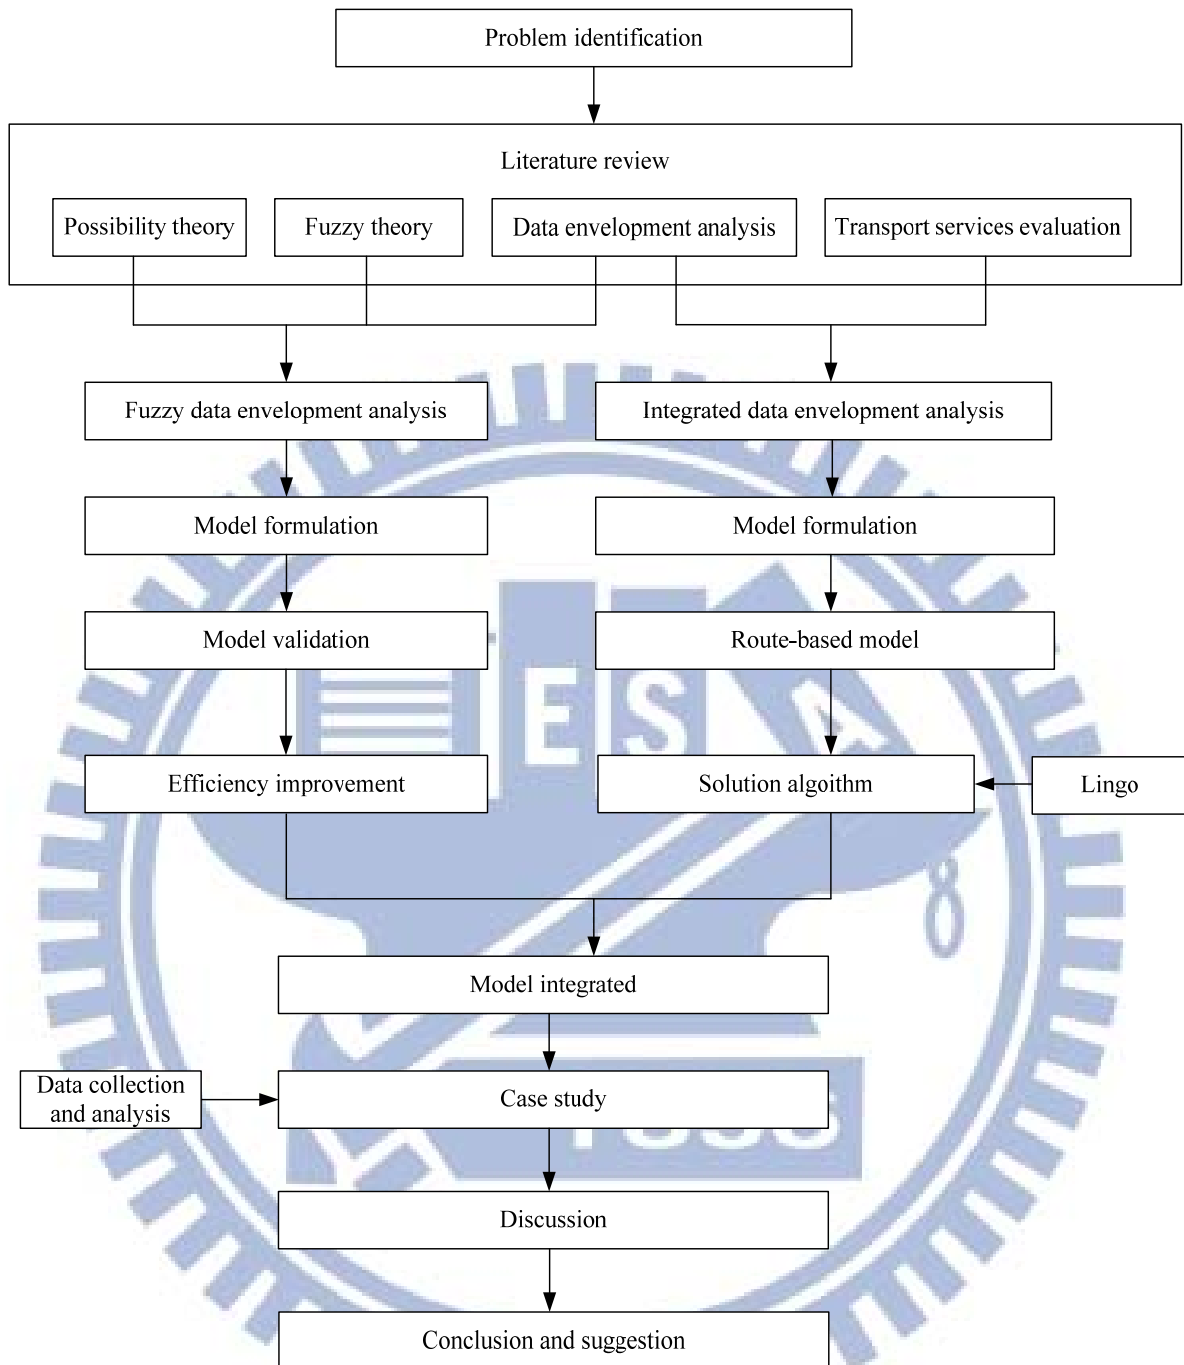 Problem identification
Literature review
Possibility theory
Fuzzy theory
Data envelopment analysis
Transport services evaluation
Fuzzy data envelopment analysis
Integrated data envelopment analysis
Model formulation
Model formulation
Model validation
Route-based model
E S A
Efficiency improvement
Solution algoithm
Lingo
8
Model integrated
Data collection
and analysis
Case study
Discussion
Conclusion and suggestion